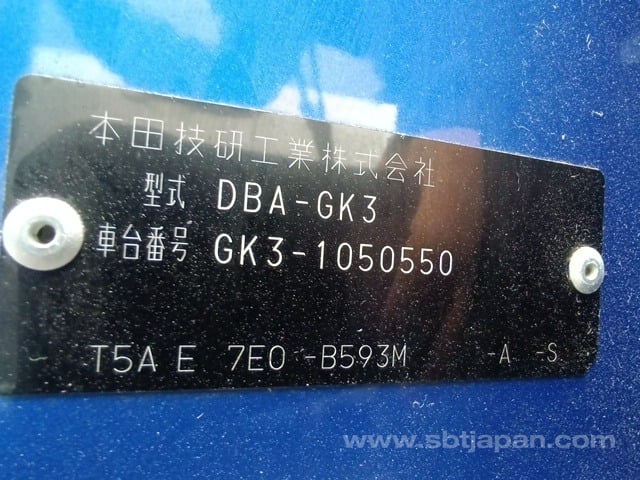 本田技研工業株式会社
型式 DBA-GK3
車台番号 GK3-1050550
T5A E 7E0 -B593M -A -S
www.sbtjapan.com